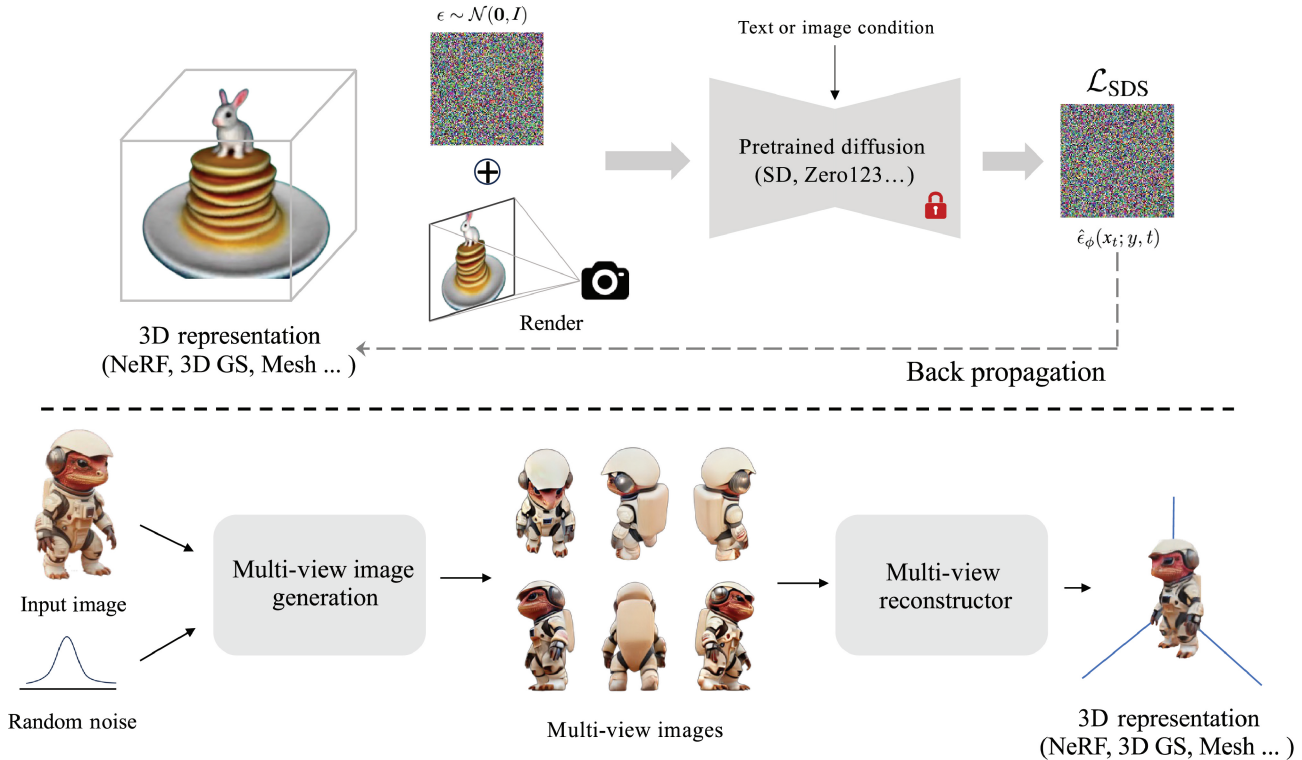 ϵ ∼ 𝒩(𝟎, I)
Text or image condition
ℒSDS
Pretrained diffusion
(SD, Zero123…)
ϵ̂ϕ(xt; y, t)
Render
3D representation
(NeRF, 3D GS, Mesh ... )
Back propagation
Input image
Random noise
Multi-view image
generation
Multi-view images
Multi-view
reconstructor
3D representation
(NeRF, 3D GS, Mesh ... )